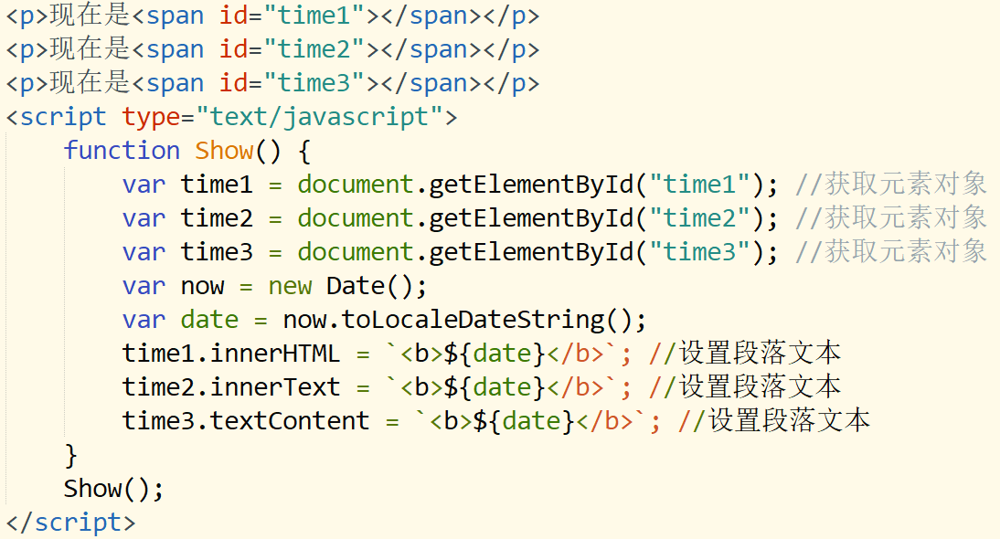 <p>现在是<span id="time1"></span></p>
<p>现在是<span id="time2"></span></p>
<p>现在是<span id="time3"></span></p>
<script type="text/javascript">
    function Show() {
        var time1 = document.getElementById("time1"); //获取元素对象
        var time2 = document.getElementById("time2"); //获取元素对象
        var time3 = document.getElementById("time3"); //获取元素对象
        var now = new Date();
        var date = now.toLocaleDateString();
        time1.innerHTML = `<b>${date}</b>`; //设置段落文本
        time2.innerText = `<b>${date}</b>`; //设置段落文本
        time3.textContent = `<b>${date}</b>`; //设置段落文本
    }
    Show();
</script>